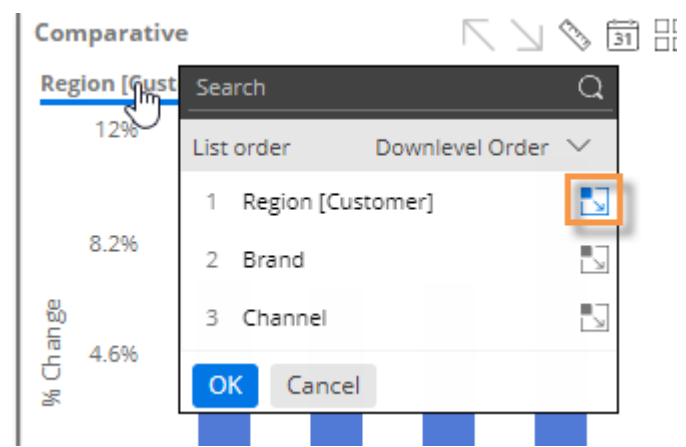 Comparative
31
Region [Cust
Search
12%
List order Downlevel Order
1 Region [Customer]
8.2%
2 Brand
3 Channel
% Change
4.6%
OK Cancel